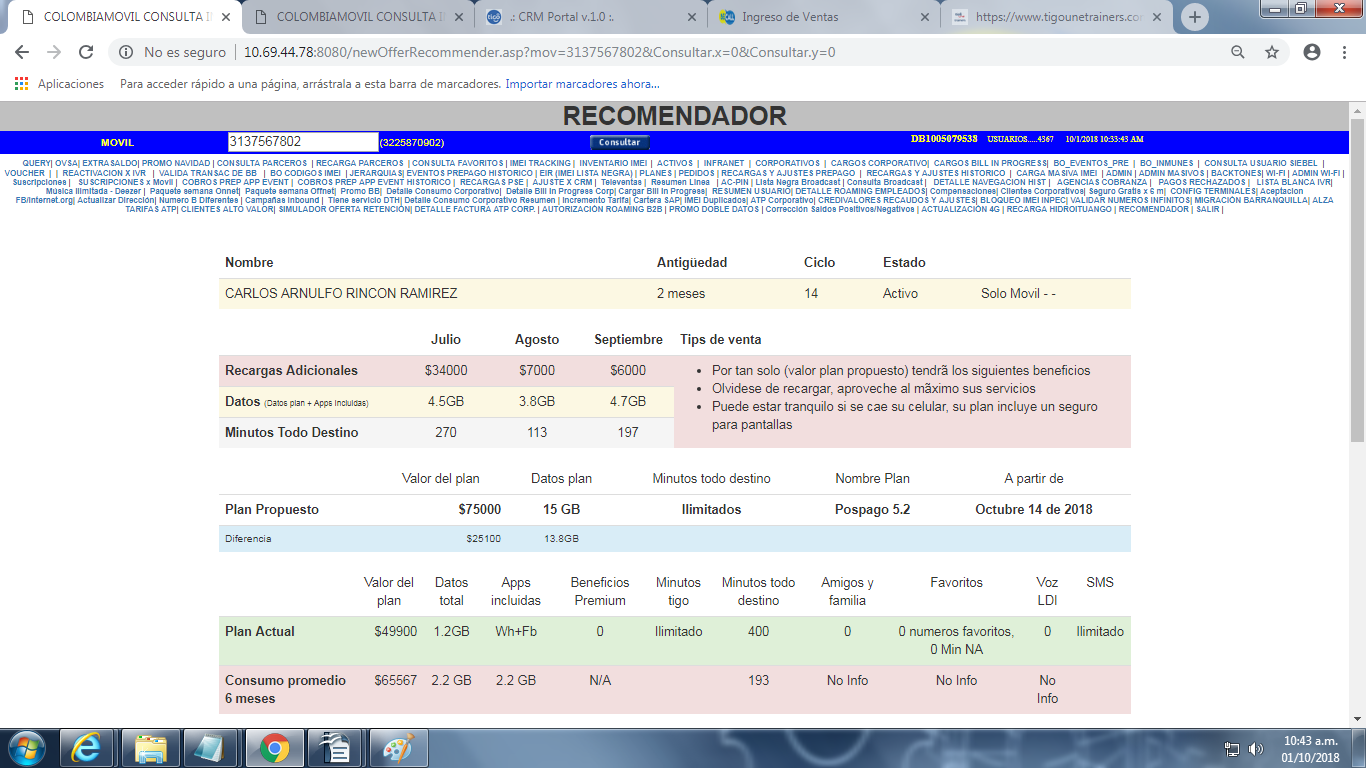 COLOMBIAMOVIL CONSULTA I
COLOMBIAMOVIL CONSULTA I
.: CRM Portal v.1.0 :.
Ingreso de Ventas
https://www.tigounetrainers.co
No es seguro | 10.69.44.78:8080/newOfferRecommender.asp?mov=3137567802&Consultar.x=0&Consultar.y=0
Aplicaciones Para acceder rápido a una página, arrástrala a esta barra de marcadores. Importar marcadores ahora...
RECOMENDADOR
MOVIL 3137567802 (3225870902) Consultar DB1005079538 USUARIOS.....4367 10/1/2018 10:33:43 AM
QUERY| OVSA| EXTRASALDO| PROMO NAVIDAD | CONSULTA PARCEROS | RECARGA PARCEROS | CONSULTA FAVORITOS | IMEI TRACKING | INVENTARIO IMEI | ACTIVOS | INFRANET | CORPORATIVOS | CARGOS CORPORATIVO| CARGOS BILL IN PROGRESS| BO_EVENTOS_PRE | BO_INMUNES | CONSULTA USUARIO SIEBEL |
VOUCHER | | REACTIVACION X IVR | VALIDA TRANSAC DE BB | BO CODIGOS IMEI | JERARQUIAS| EVENTOS PREPAGO HISTORICO | EIR (IMEI LISTA NEGRA) | PLANES | PEDIDOS | RECARGAS Y AJUSTES PREPAGO | RECARGAS Y AJUSTES HISTORICO | CARGA MASIVA IMEI | ADMIN | ADMIN MASIVOS | BACKTONES| WI-FI | ADMIN WI-FI |
Suscripciones | SUSCRIPCIONES x Movil | COBROS PREP APP EVENT | COBROS PREP APP EVENT HISTORICO | RECARGAS PSE | AJUSTE X CRM | Televentas | Resumen Linea | AC-PIN | Lista Negra Broadcast | Consulta Broadcast | DETALLE NAVEGACION HIST | AGENCIAS COBRANZA | PAGOS RECHAZADOS | LISTA BLANCA IVR|
Musica Ilimitada - Deezer | Paquete semana Onnet| Paquete semana Offnet| Promo BB| Detalle Bill In Progress Corp| Cargar Bill In Progress| RESUMEN USUARIO| DETALLE ROAMING EMPLEADOS| Compensaciones| Clientes Corporativos| Seguro Gratis x 6 m| CONFIG TERMINALES| Aceptacion
FB/internet.org| Actualizar Dirección| Numero B Diferentes | Campañas Inbound | Tiene servicio DTH| Detalle Consumo Corporativo Resumen | Incremento Tarifa| Cartera SAP| IMEI Duplicados| ATP Corporativo| CREDIVALORES RECAUDOS Y AJUSTES| BLOQUEO IMEI INPEC| VALIDAR NUMEROS INFINITOS| MIGRACIÓN BARRANQUILLA| ALZA
TARIFAS ATP| CLIENTES ALTO VALOR| SIMULADOR OFERTA RETENCIÓN| DETALLE FACTURA ATP CORP. | AUTORIZACIÓN ROAMING B2B | PROMO DOBLE DATOS | Corrección Saldos Positivos/Negativos | ACTUALIZACIÓN 4G | RECARGA HIDROITUANGO | RECOMENDADOR | SALIR |
Nombre Antigüedad Ciclo Estado
CARLOS ARNULFO RINCON RAMIREZ 2 meses 14 Activo Solo Movil - -
Julio Agosto Septiembre Tips de venta
Recargas Adicionales $34000 $7000 $6000
Datos (Datos plan + Apps Incluidas) 4.5GB 3.8GB 4.7GB
Minutos Todo Destino 270 113 197
• Por tan solo (valor plan propuesto) tendrã los siguientes beneficios
• Olvidese de recargar, aproveche al mãximo sus servicios
• Puede estar tranquilo si se cae su celular, su plan incluye un seguro
para pantallas
Valor del plan Datos plan Minutos todo destino Nombre Plan A partir de
Plan Propuesto $75000 15 GB Ilimitados Pospago 5.2 Octubre 14 de 2018
Diferencia $25100 13.8GB
Valor del plan Datos total Apps incluidas Beneficios Premium Minutos tigo Minutos todo destino Amigos y familia Favoritos Voz LDI SMS
Plan Actual $49900 1.2GB Wh+Fb 0 Ilimitado 400 0 0 numeros favoritos, 0 Min NA 0 Ilimitado
Consumo promedio 6 meses $65567 2.2 GB 2.2 GB N/A 193 No Info No Info No Info
10:43 a.m.
01/10/2018